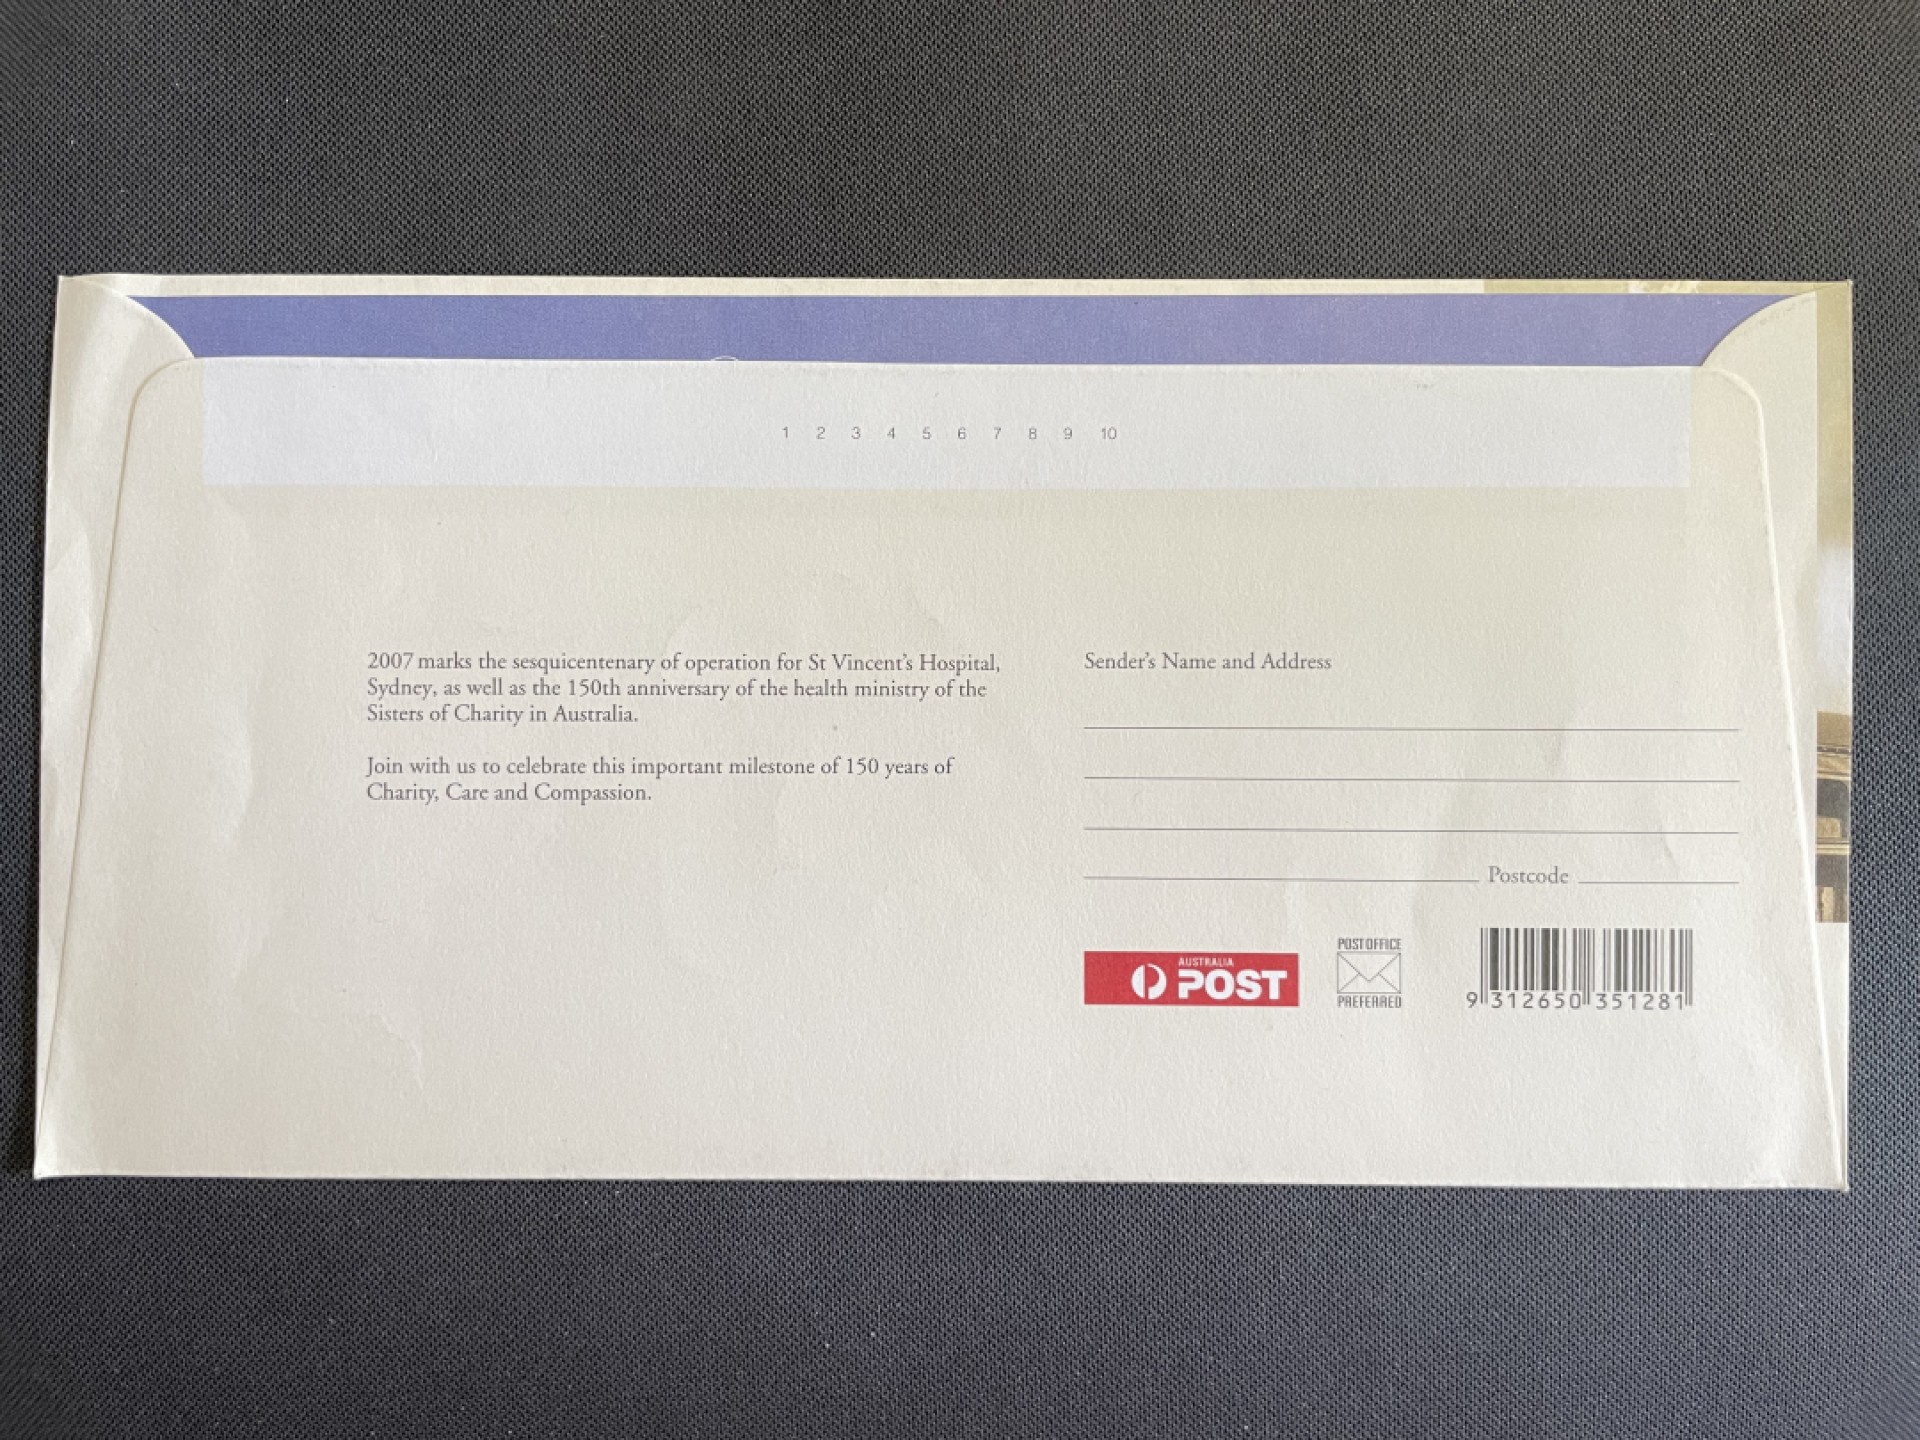 1 2 3 4 5 6 7 8 9 10
2007 marks the sesquicentenary of operation for St Vincent's Hospital,
Sydney, as well as the 150th anniversary of the health ministry of the
Sisters of Charity in Australia.
Join with us to celebrate this important milestone of 150 years of
Charity, Care and Compassion.
Sender's Name and Address
Postcode
AUSTRALIA
POST
POST OFFICE
PREFERRED
9 312650 351281